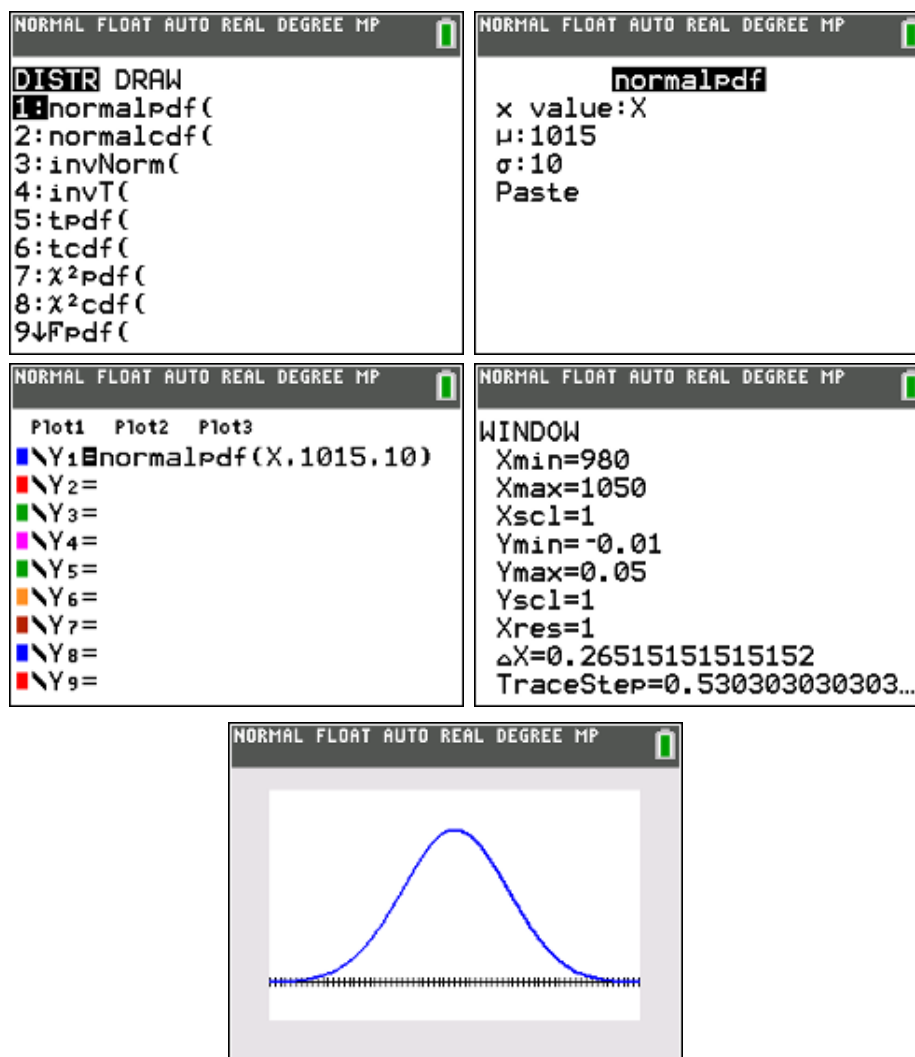 NORMAL FLOAT AUTO REAL DEGREE MP
DISTR DRAW
1:normalpdf(
2:normalcdf(
3:invNorm(
4:invT(
5:tpdf(
6:tcdf(
7:χ²pdf(
8:χ²cdf(
9↓Fpdf(
NORMAL FLOAT AUTO REAL DEGREE MP
normalpdf
x value:X
μ:1015
σ:10
Paste
NORMAL FLOAT AUTO REAL DEGREE MP
Plot1 Plot2 Plot3
\Y₁=normalpdf(X,1015,10)
\Y₂=
\Y₃=
\Y₄=
\Y₅=
\Y₆=
\Y₇=
\Y₈=
\Y₉=
NORMAL FLOAT AUTO REAL DEGREE MP
WINDOW
Xmin=980
Xmax=1050
Xscl=1
Ymin=-0.01
Ymax=0.05
Yscl=1
Xres=1
△X=0.26515151515152
TraceStep=0.530303030303...
NORMAL FLOAT AUTO REAL DEGREE MP